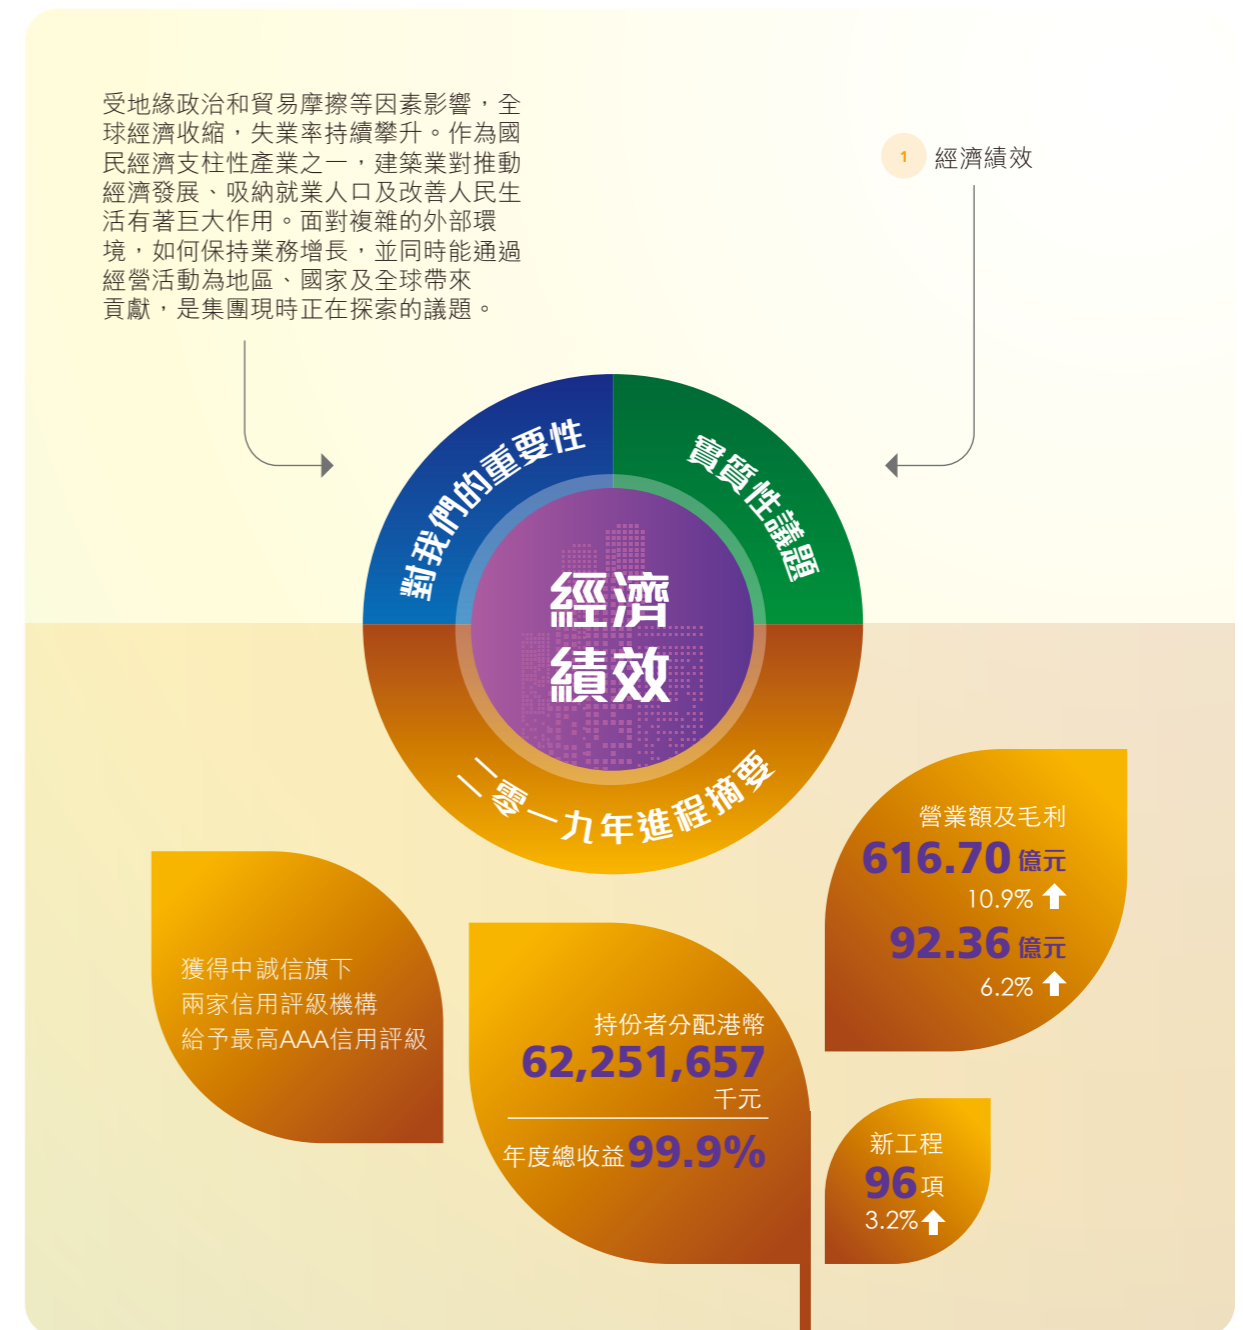 受地緣政治和貿易摩擦等因素影響，全
球經濟收縮，失業率持續攀升。作為國
民經濟支柱性產業之一，建築業對推動
經濟發展、吸納就業人口及改善人民生
活有著巨大作用。面對複雜的外部環
境，如何保持業務增長，並同時能通過
經營活動為地區、國家及全球帶來
貢獻，是集團現時正在探索的議題。
1 經濟績效
對我們的重要性
實質性議題
經濟
績效
二零一九年進程摘要
營業額及毛利
616.70 億元
10.9%
92.36 億元
6.2%
獲得中誠信旗下
兩家信用評級機構
給予最高AAA信用評級
持份者分配港幣
62,251,657
千元
年度總收益99.9%
新工程
96 項
3.2%